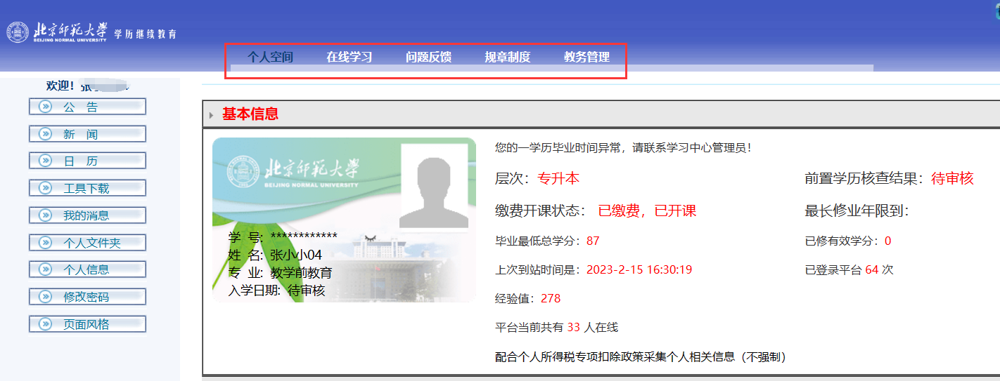 北京师范大学 学历继续教育
BEIJING NORMAL UNIVERSITY
个人空间 在线学习 问题反馈 规章制度 教务管理
欢迎！张
公 告
新 闻
日 历
工具下载
我的消息
个人文件夹
个人信息
修改密码
页面风格
基本信息
北京师范大学
BEIJING NORMAL UNIVERSITY
学 号: ************
姓 名: 张小小04
专 业: 教学前教育
入学日期: 待审核
您的一学历毕业时间异常，请联系学习中心管理员！
层次：专升本 前置学历核查结果：待审核
缴费开课状态： 已缴费，已开课 最长修业年限到：
毕业最低总学分：87 已修有效学分：0
上次到站时间是：2023-2-15 16:30:19 已登录平台 64 次
经验值：278
平台当前共有 33 人在线
配合个人所得税专项扣除政策采集个人相关信息（不强制）